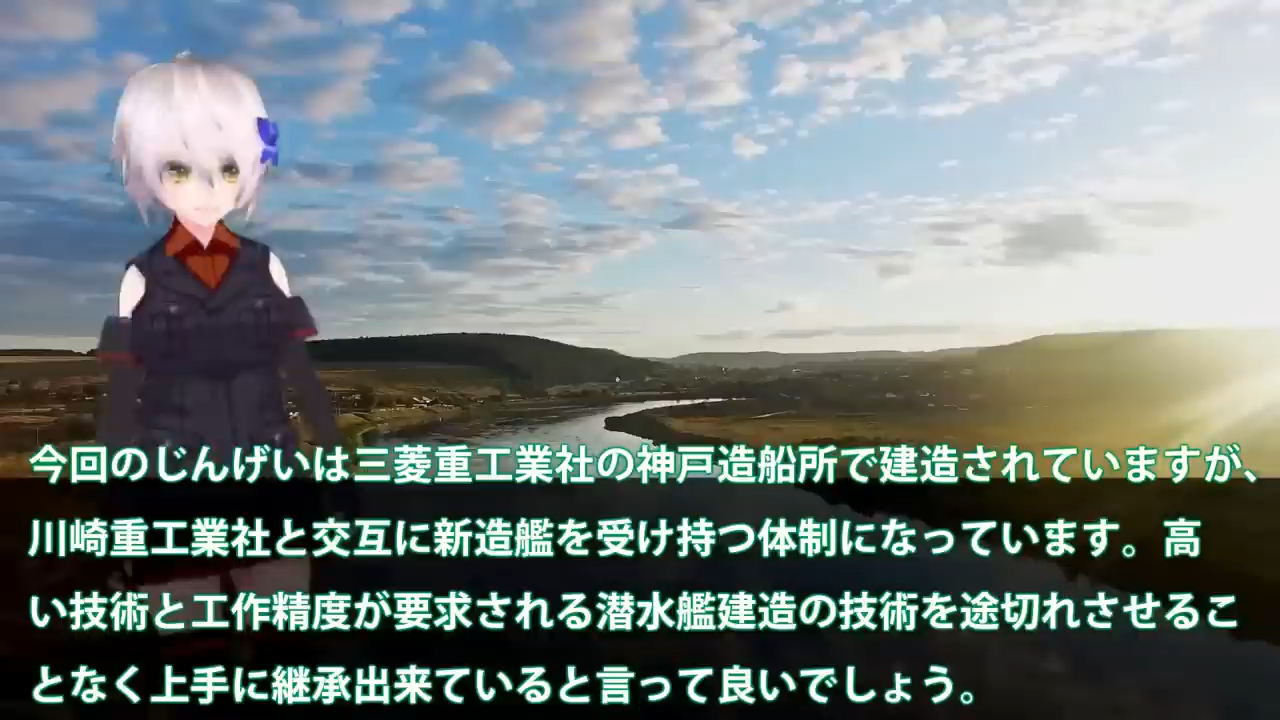 今回のじんげいは三菱重工業社の神戸造船所で建造されていますが、
川崎重工業社と交互に新造艦を受け持つ体制になっています。高
い技術と工作精度が要求される潜水艦建造の技術を途切れさせるこ
となく上手に継承出来ていると言って良いでしょう。